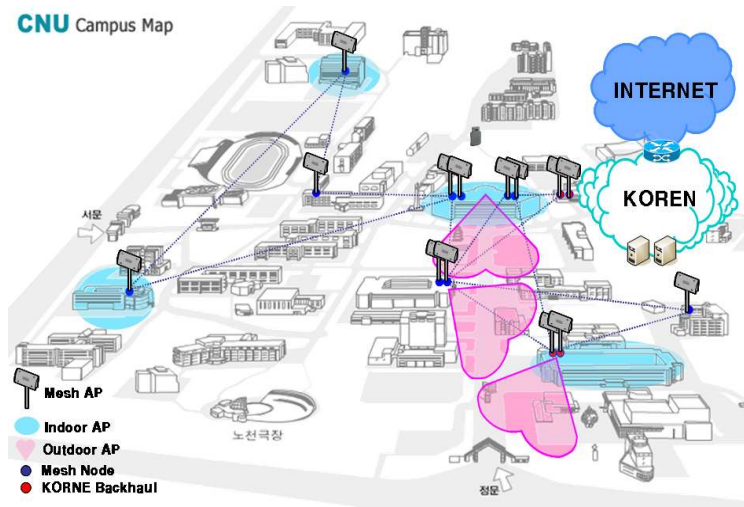 CNU Campus Map
INTERNET
KOREN
서문
Mesh AP
Indoor AP
Outdoor AP
Mesh Node
KORNE Backhaul
노천극장
정문